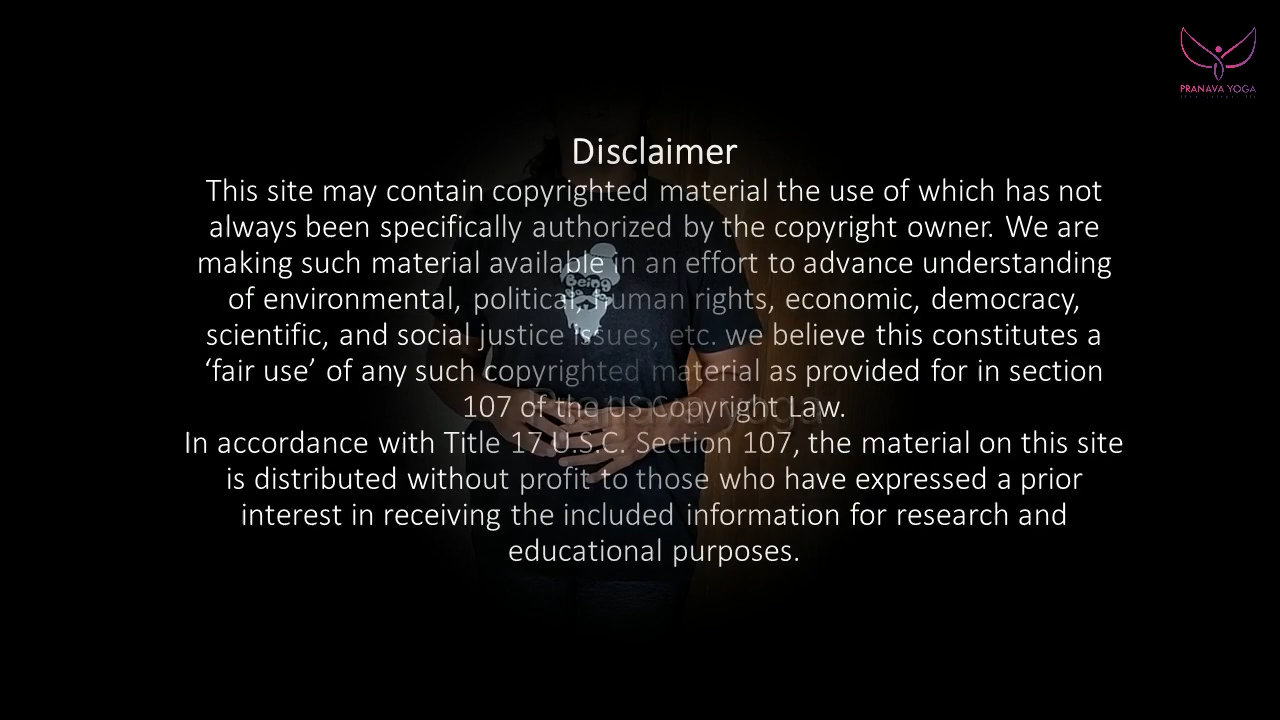 PRANAVA YOGA
Disclaimer
This site may contain copyrighted material the use of which has not
always been specifically authorized by the copyright owner. We are
making such material available in an effort to advance understanding
of environmental, political, human rights, economic, democracy,
scientific, and social justice issues, etc. we believe this constitutes a
‘fair use’ of any such copyrighted material as provided for in section
107 of the US Copyright Law.
In accordance with Title 17 U.S.C. Section 107, the material on this site
is distributed without profit to those who have expressed a prior
interest in receiving the included information for research and
educational purposes.
Being